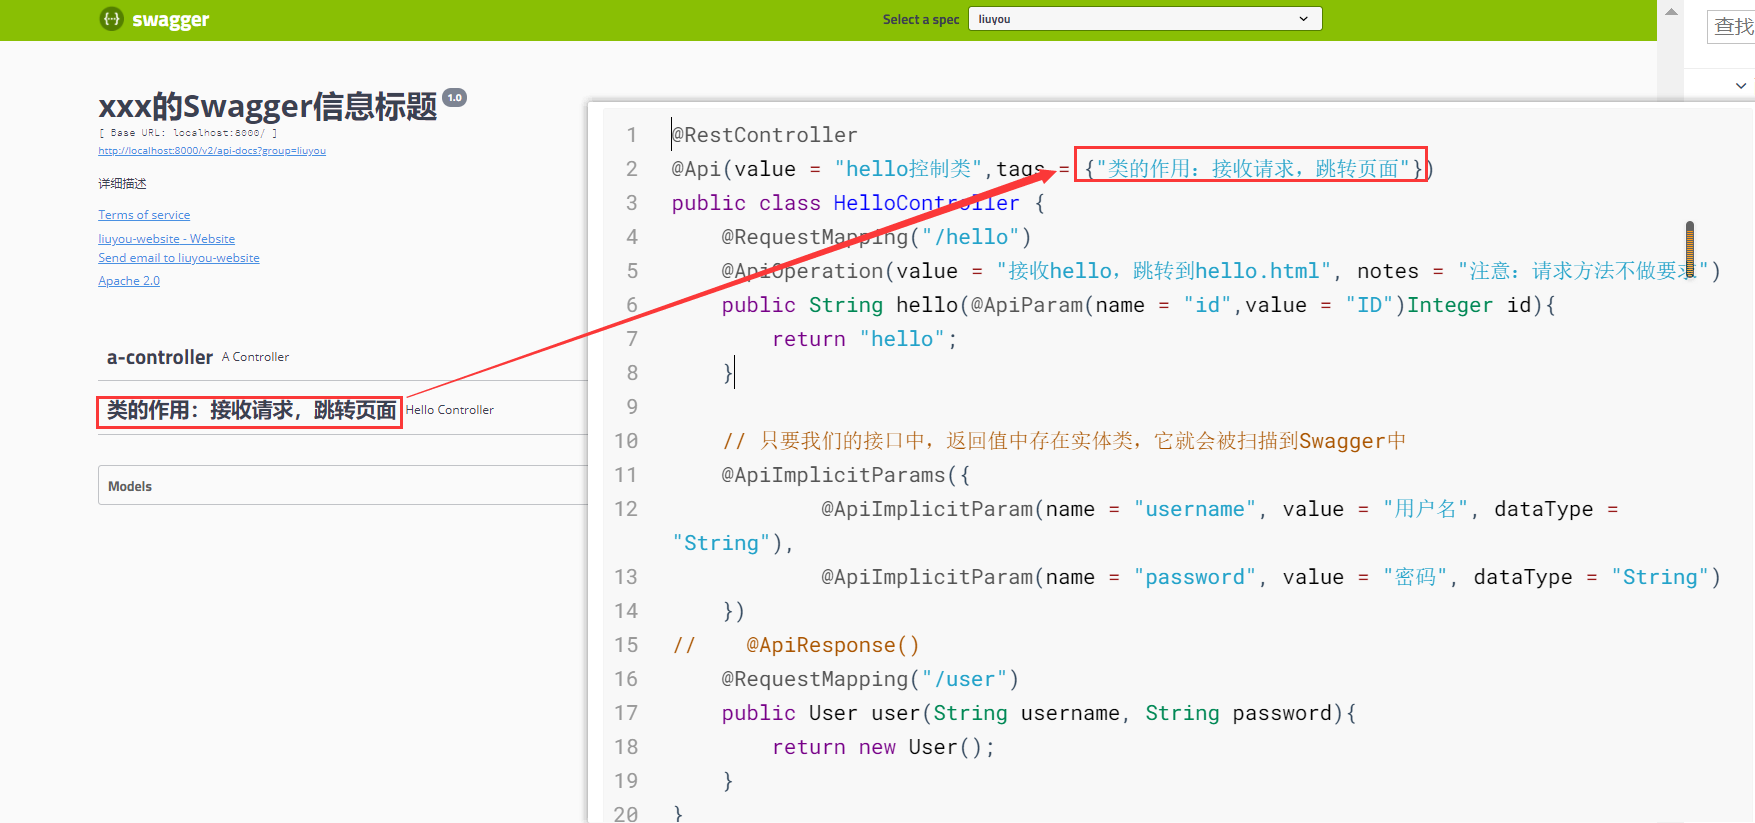 swagger
Select a spec
liuyou
查找
xxx的Swagger信息标题 1.0
[ Base URL: localhost:8000/ ]
http://localhost:8000/v2/api-docs?group=liuyou
详细描述
Terms of service
liuyou-website - Website
Send email to liuyou-website
Apache 2.0
a-controller A Controller
类的作用：接收请求，跳转页面 Hello Controller
Models
1 @RestController
2 @Api(value = "hello控制类",tags = {"类的作用：接收请求，跳转页面"})
3 public class HelloController {
4 @RequestMapping("/hello")
5 @ApiOperation(value = "接收hello，跳转到hello.html", notes = "注意：请求方法不做要求")
6 public String hello(@ApiParam(name = "id",value = "ID")Integer id){
7 return "hello";
8 }
9
10 // 只要我们的接口中，返回值中存在实体类，它就会被扫描到Swagger中
11 @ApiImplicitParams({
12 @ApiImplicitParam(name = "username", value = "用户名", dataType =
"String"),
13 @ApiImplicitParam(name = "password", value = "密码", dataType = "String")
14 })
15 // @ApiResponse()
16 @RequestMapping("/user")
17 public User user(String username, String password){
18 return new User();
19 }
20 }